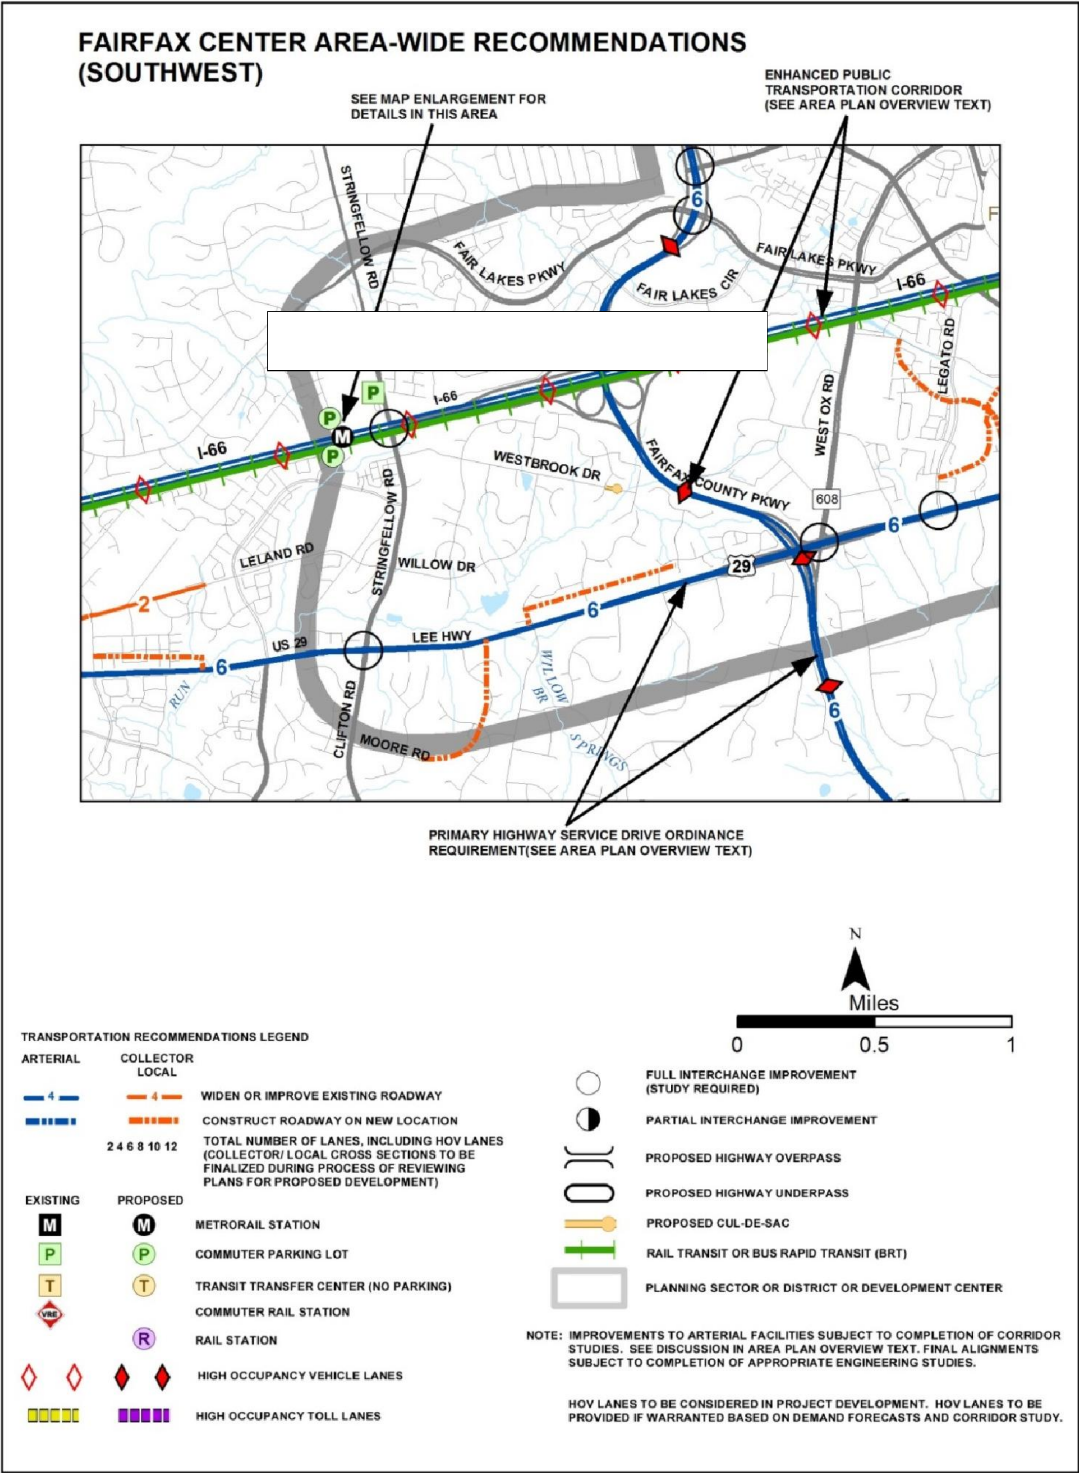 FAIRFAX CENTER AREA-WIDE RECOMMENDATIONS
(SOUTHWEST)
SEE MAP ENLARGEMENT FOR
DETAILS IN THIS AREA
ENHANCED PUBLIC
TRANSPORTATION CORRIDOR
(SEE AREA PLAN OVERVIEW TEXT)
STRINGFELLOW RD
6
F
FAIR LAKES PKWY
FAIR LAKES PKWY
FAIR LAKES CIR
I-66
LEGATO RD
P
I-66
P
M
I-66
P
WEST OX RD
WESTBROOK DR
FAIRFAX COUNTY PKWY
608
STRINGFELLOW RD
6
LELAND RD
WILLOW DR
29
2
6
LEE HWY
US 29
6
RUN
WILLOW
BR
SPRINGS
CLIFTON RD
MOORE RD
6
PRIMARY HIGHWAY SERVICE DRIVE ORDINANCE
REQUIREMENT(SEE AREA PLAN OVERVIEW TEXT)
N
Miles
0 0.5 1
TRANSPORTATION RECOMMENDATIONS LEGEND
ARTERIAL COLLECTOR
LOCAL
4 4 WIDEN OR IMPROVE EXISTING ROADWAY
CONSTRUCT ROADWAY ON NEW LOCATION
2 4 6 8 10 12 TOTAL NUMBER OF LANES, INCLUDING HOV LANES
(COLLECTOR/ LOCAL CROSS SECTIONS TO BE
FINALIZED DURING PROCESS OF REVIEWING
PLANS FOR PROPOSED DEVELOPMENT)
EXISTING PROPOSED
M M METRORAIL STATION
P P COMMUTER PARKING LOT
T T TRANSIT TRANSFER CENTER (NO PARKING)
VRE COMMUTER RAIL STATION
R RAIL STATION
HIGH OCCUPANCY VEHICLE LANES
HIGH OCCUPANCY TOLL LANES
FULL INTERCHANGE IMPROVEMENT
(STUDY REQUIRED)
PARTIAL INTERCHANGE IMPROVEMENT
PROPOSED HIGHWAY OVERPASS
PROPOSED HIGHWAY UNDERPASS
PROPOSED CUL-DE-SAC
RAIL TRANSIT OR BUS RAPID TRANSIT (BRT)
PLANNING SECTOR OR DISTRICT OR DEVELOPMENT CENTER
NOTE: IMPROVEMENTS TO ARTERIAL FACILITIES SUBJECT TO COMPLETION OF CORRIDOR
STUDIES. SEE DISCUSSION IN AREA PLAN OVERVIEW TEXT. FINAL ALIGNMENTS
SUBJECT TO COMPLETION OF APPROPRIATE ENGINEERING STUDIES.
HOV LANES TO BE CONSIDERED IN PROJECT DEVELOPMENT. HOV LANES TO BE
PROVIDED IF WARRANTED BASED ON DEMAND FORECASTS AND CORRIDOR STUDY.